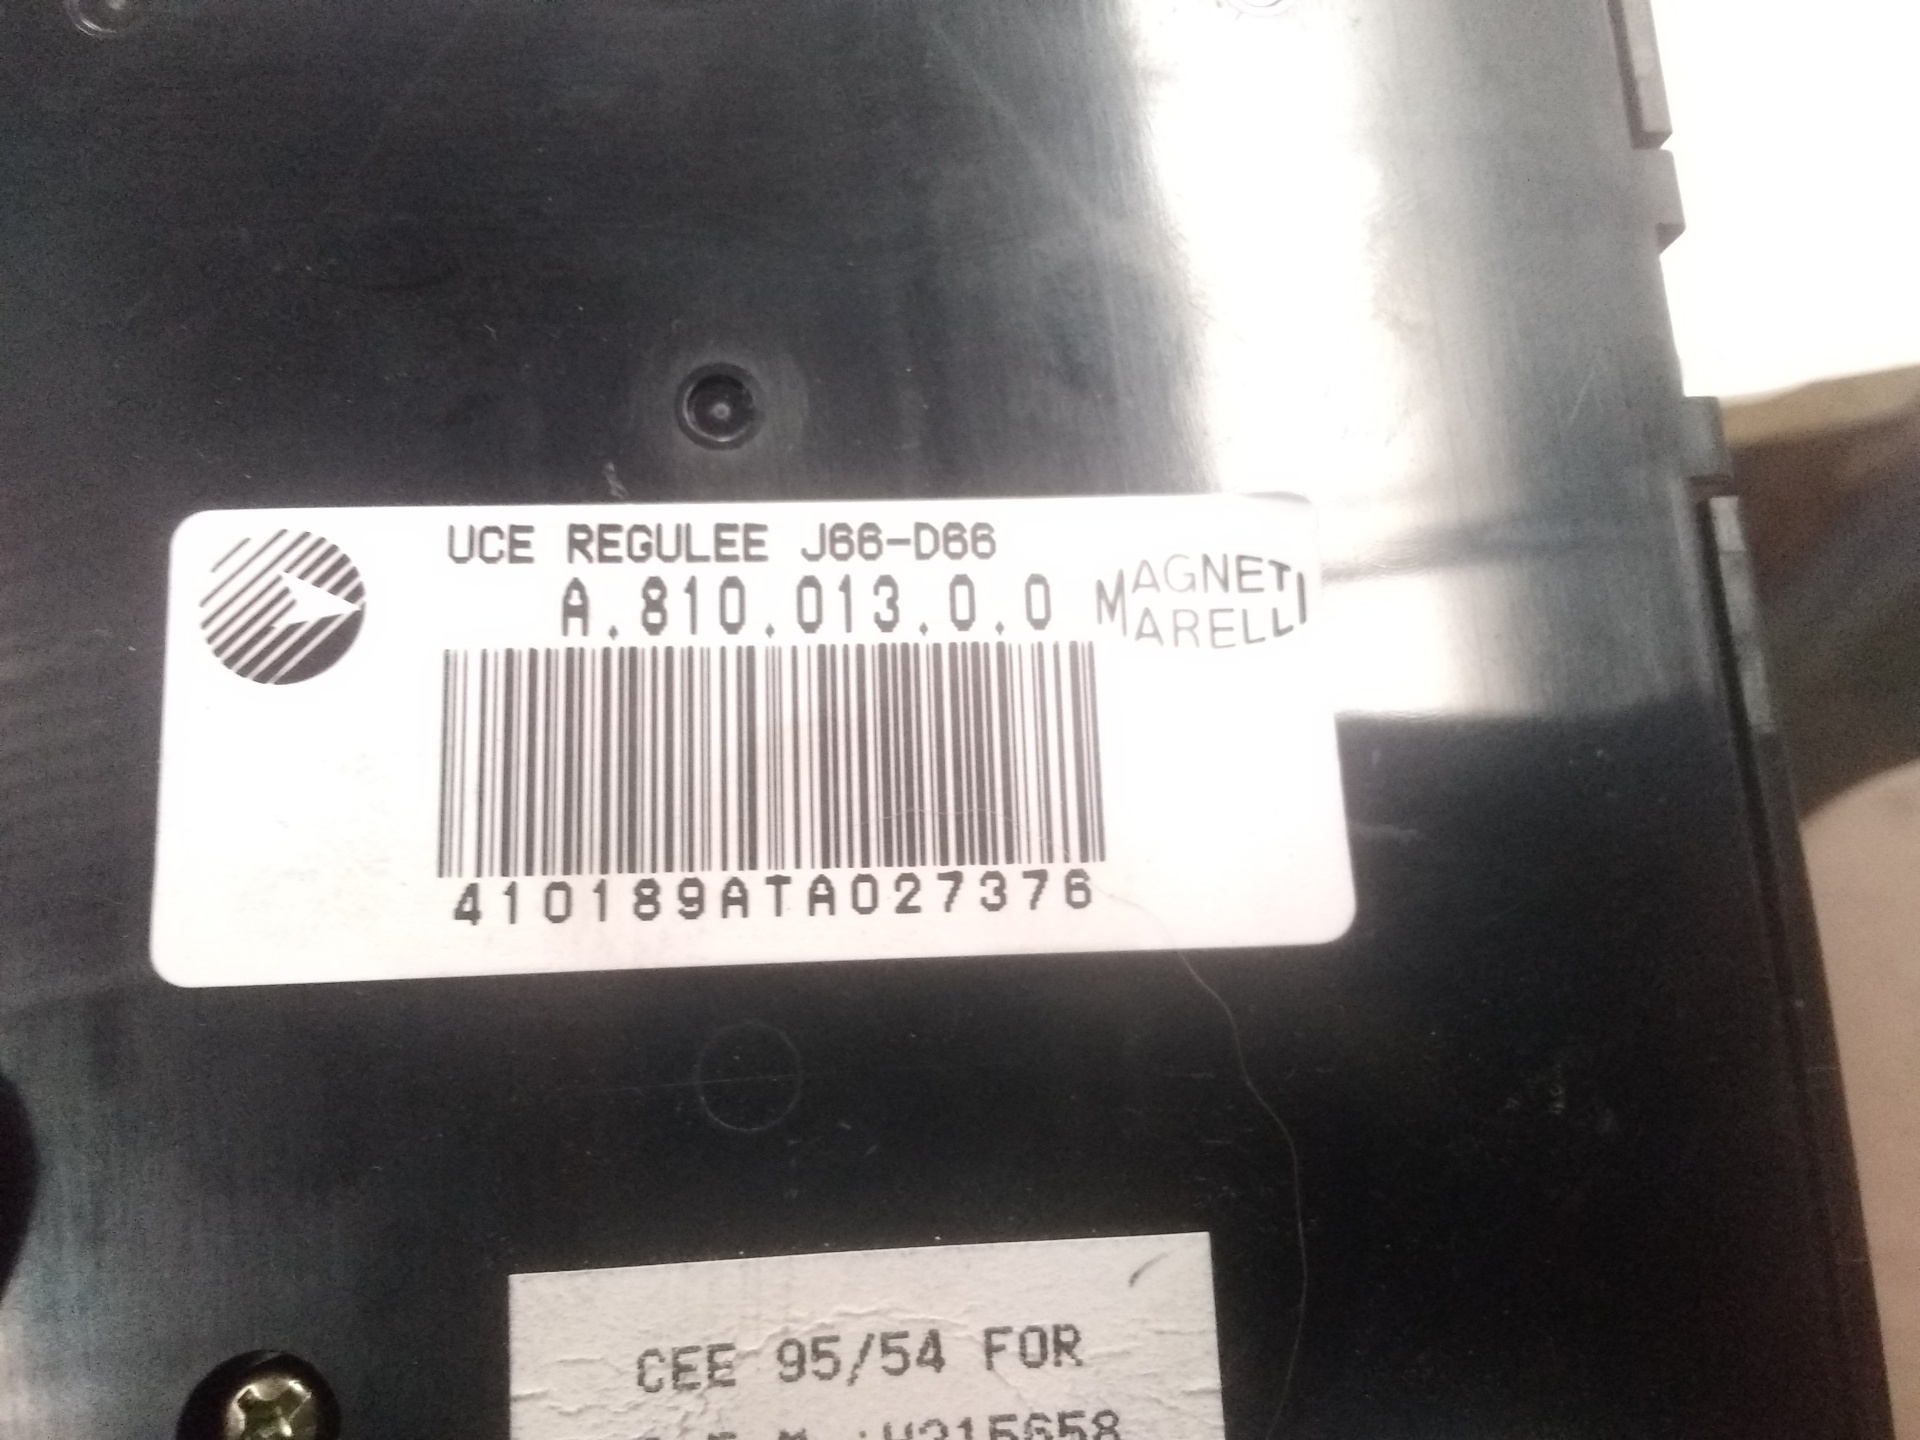 UCE REGULEE J66-D66
A.810.013.0.0
MAGNETI
MARELLI
410189ATA027376
CEE 95/54 FOR